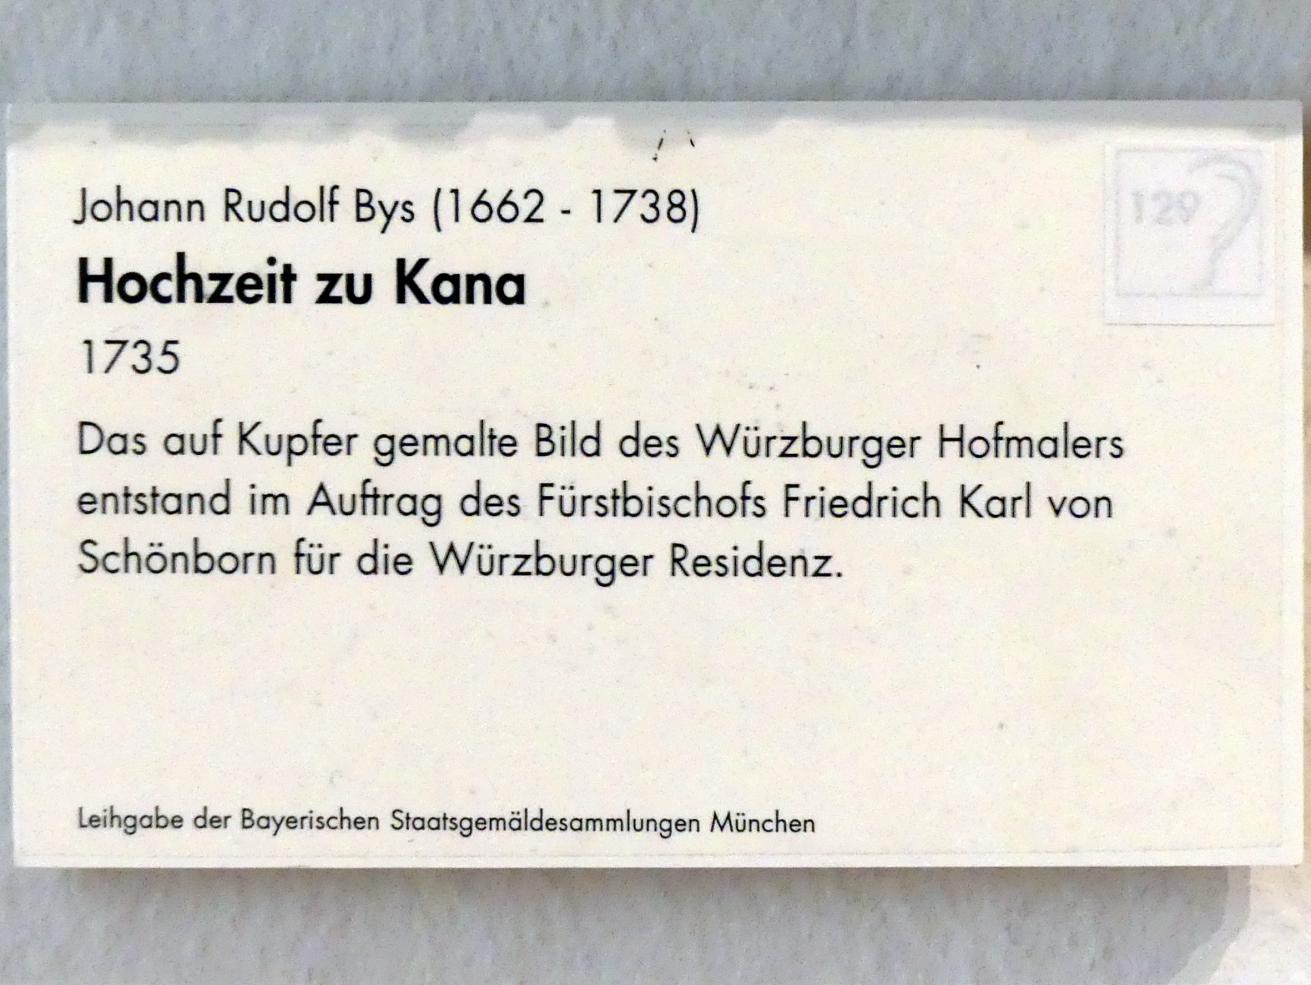 Johann Rudolf Bys (1662 - 1738)
129
Hochzeit zu Kana
1735
Das auf Kupfer gemalte Bild des Würzburger Hofmalers
entstand im Auftrag des Fürstbischofs Friedrich Karl von
Schönborn für die Würzburger Residenz.
Leihgabe der Bayerischen Staatsgemäldesammlungen München